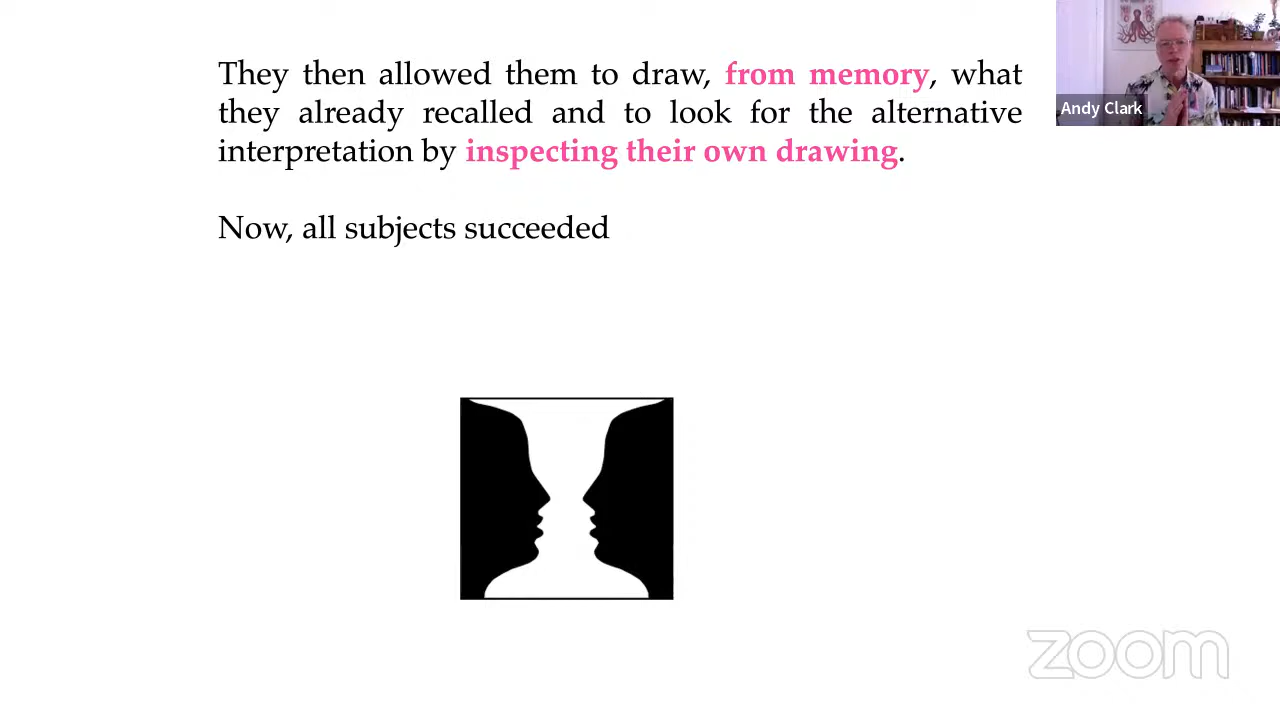 They then allowed them to draw, from memory, what
they already recalled and to look for the alternative
interpretation by inspecting their own drawing.
Now, all subjects succeeded
Andy Clark
zoom